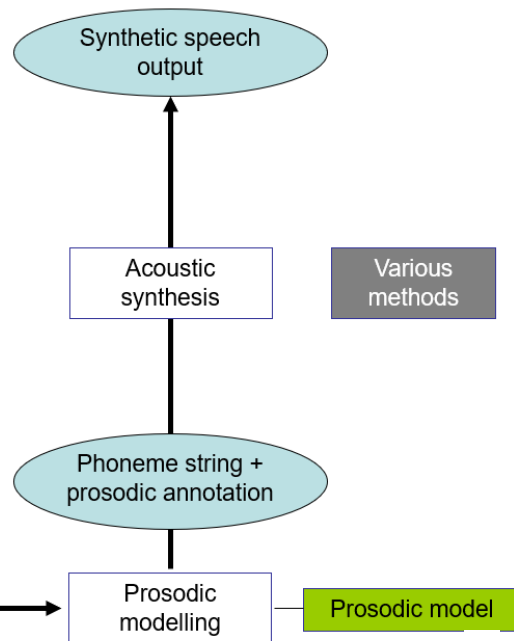 Synthetic speech
output
Acoustic
synthesis
Various
methods
Phoneme string +
prosodic annotation
Prosodic
modelling
Prosodic model